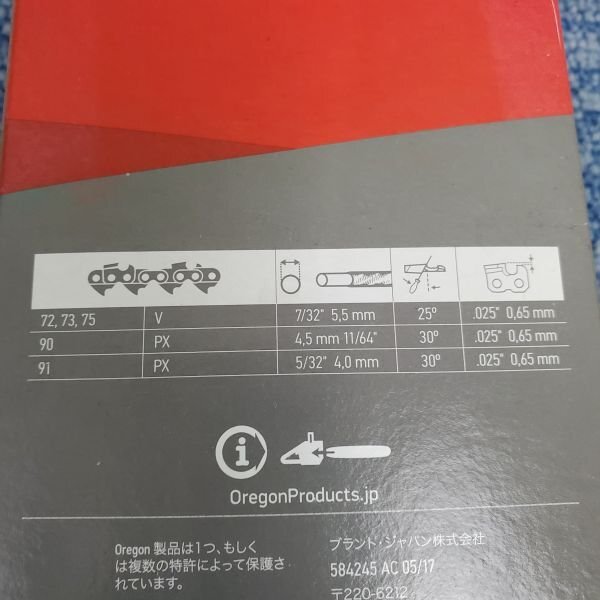 72, 73, 75 V 7/32" 5,5 mm 25° .025" 0,65 mm
90 PX 4,5 mm 11/64" 30° .025" 0,65 mm
91 PX 5/32" 4,0 mm 30° .025" 0,65 mm
i
OregonProducts.jp
Oregon 製品は1つ、もしく
は複数の特許によって保護さ
れています。
ブラント・ジャパン株式会社
584245 AC 05/17
〒220-6212